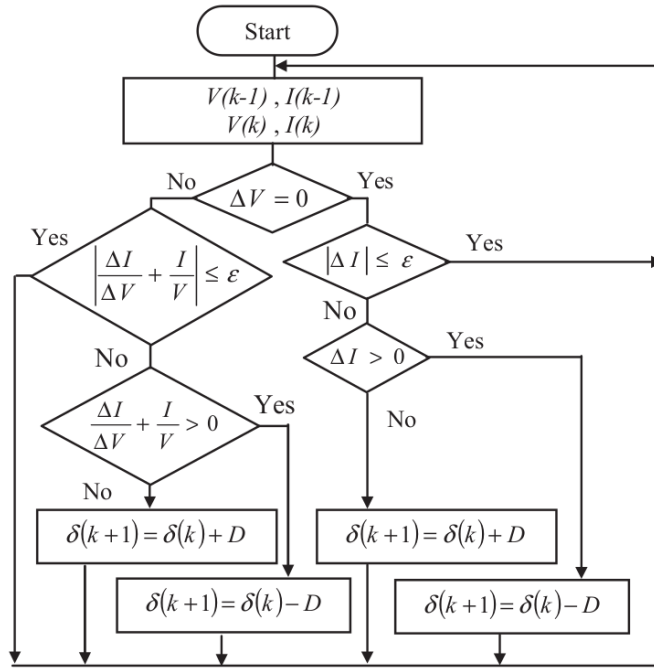 Start
V(k-1) , I(k-1)
V(k) , I(k)
No
ΔV = 0
Yes
Yes
|ΔI/ΔV + I/V| ≤ ε
|ΔI| ≤ ε
Yes
No
No
ΔI > 0
Yes
ΔI/ΔV + I/V > 0
Yes
No
No
δ(k+1) = δ(k) + D
δ(k+1) = δ(k) + D
δ(k+1) = δ(k) − D
δ(k+1) = δ(k) − D